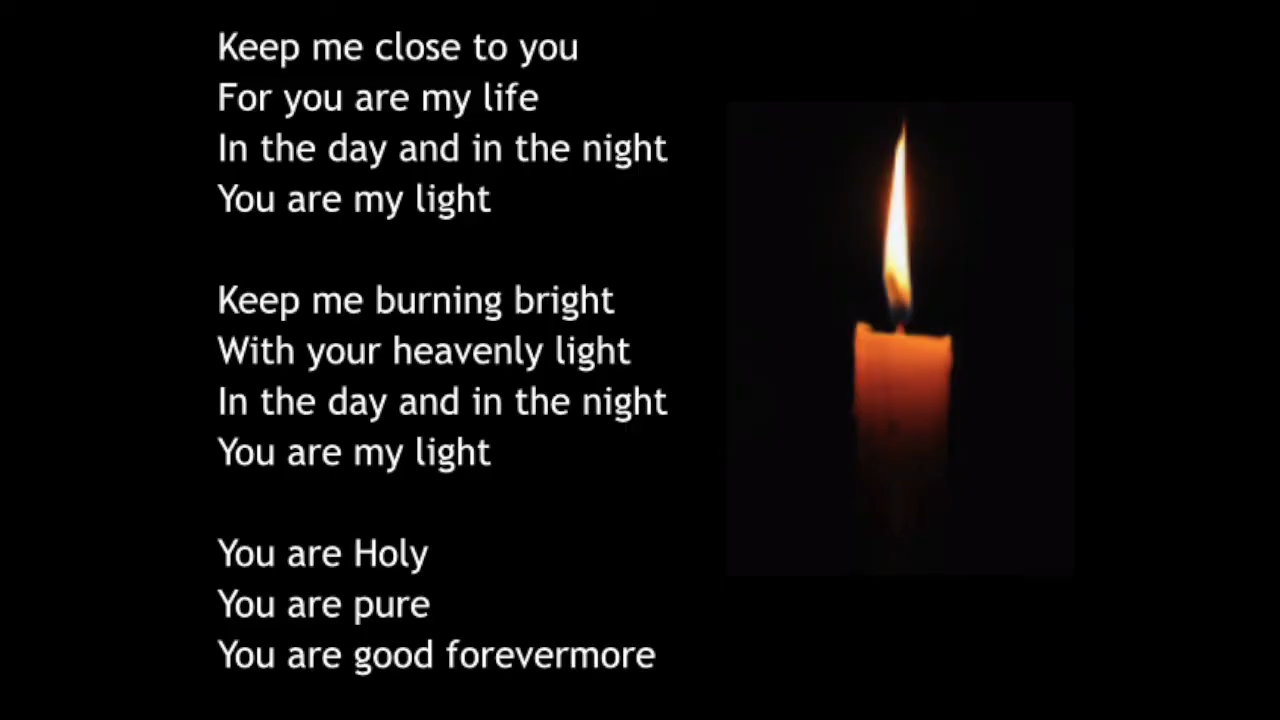 Keep me close to you
For you are my life
In the day and in the night
You are my light
Keep me burning bright
With your heavenly light
In the day and in the night
You are my light
You are Holy
You are pure
You are good forevermore